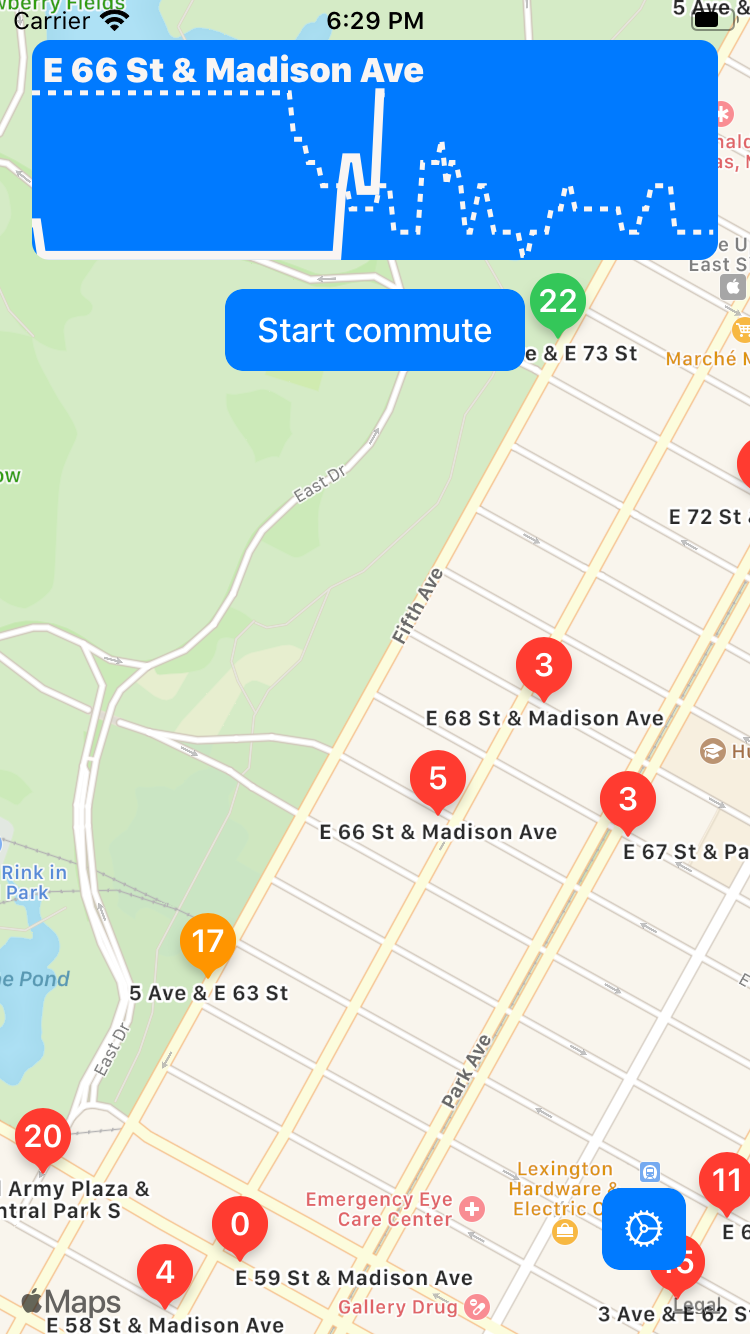 wberry Fields
Carrier
6:29 PM
5 Ave &
E 66 St & Madison Ave
East S
22
Start commute
e & E 73 St
Marché M
East Dr
E 72 St &
Fifth Ave
3
E 68 St & Madison Ave
5
3
E 66 St & Madison Ave
E 67 St & Pa
Rink in
Park
17
e Pond
5 Ave & E 63 St
East Dr
Park Ave
20
Army Plaza &
ntral Park S
Lexington
Hardware &
Electric C
11
Emergency Eye
Care Center
0
E 6
E 59 St & Madison Ave
4
5
Maps
Gallery Drug
Legal
E 58 St & Madison Ave
3 Ave & E 62 S